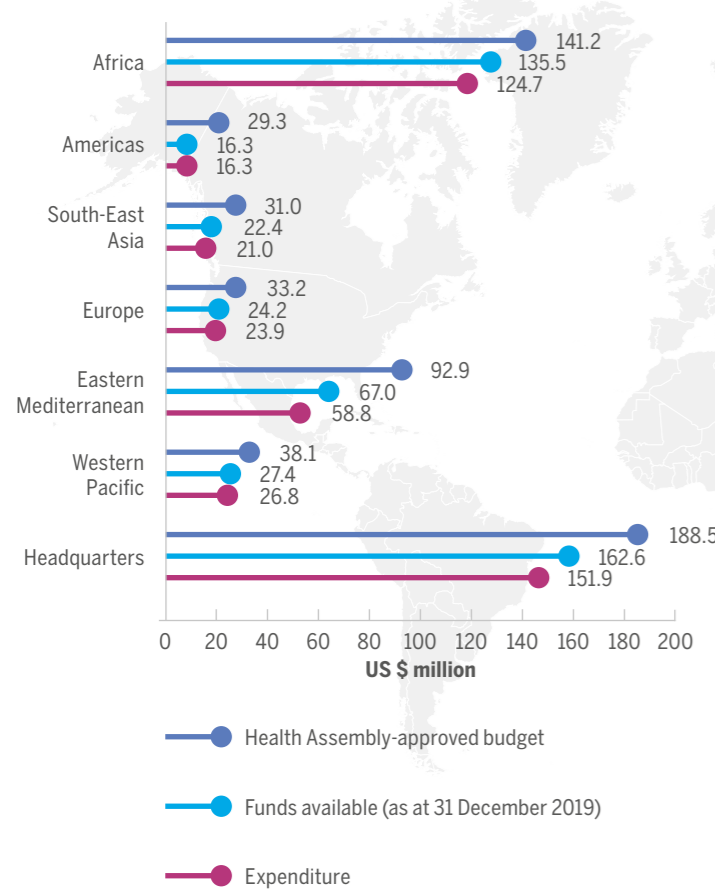 141.2
Africa
135.5
124.7
29.3
Americas
16.3
16.3
South-East
Asia
31.0
22.4
21.0
33.2
Europe
24.2
23.9
Eastern
Mediterranean
92.9
67.0
58.8
Western
Pacific
38.1
27.4
26.8
188.5
Headquarters
162.6
151.9
0 20 40 60 80 100 120 140 160 180 200
US $ million
Health Assembly-approved budget
Funds available (as at 31 December 2019)
Expenditure